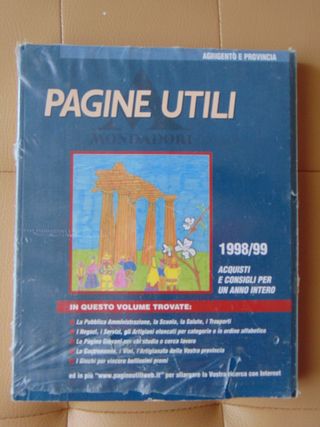 AGRIGENTO E PROVINCIA
PAGINE UTILI
MONDADORI
1998/99
ACQUISTI
E CONSIGLI PER
UN ANNO INTERO
IN QUESTO VOLUME TROVATE:
La Pubblica Amministrazione, la Scuola, la Salute, i Trasporti
I Negozi, i Servizi, gli Artigiani elencati per categorie e in ordine alfabetico
Le Pagine Giovani per chi studia o cerca lavoro
La Gastronomia, i Vini, l'Artigianato della Vostra provincia
I Giochi per vincere bellissimi premi
ed in più "www.pagineutiliweb.it" per allargare la Vostra ricerca con Internet